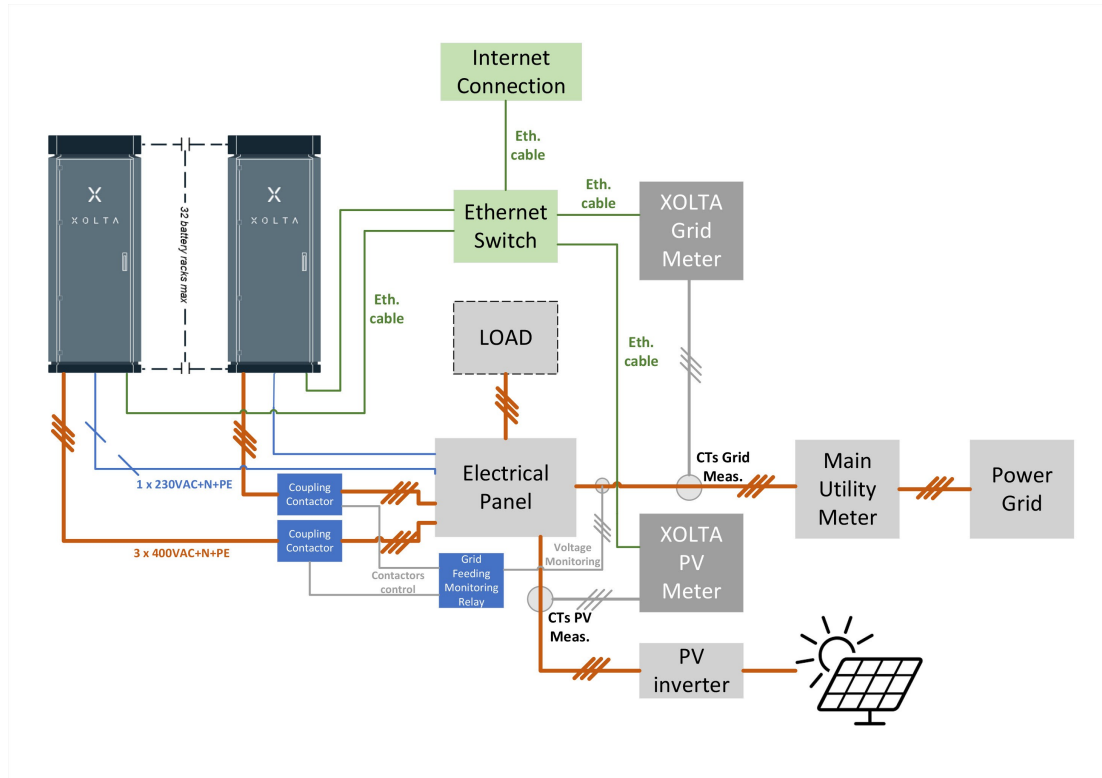 Internet
Connection
Eth.
cable
XOLTA
XOLTA
32 battery racks max
Ethernet
Switch
Eth.
cable
XOLTA
Grid
Meter
Eth.
cable
LOAD
Eth.
cable
Electrical
Panel
CTs Grid
Meas.
Main
Utility
Meter
Power
Grid
1 x 230VAC+N+PE
Coupling
Contactor
Coupling
Contactor
3 x 400VAC+N+PE
Contactors
control
Grid
Feeding
Monitoring
Relay
Voltage
Monitoring
XOLTA
PV
Meter
CTs PV
Meas.
PV
inverter